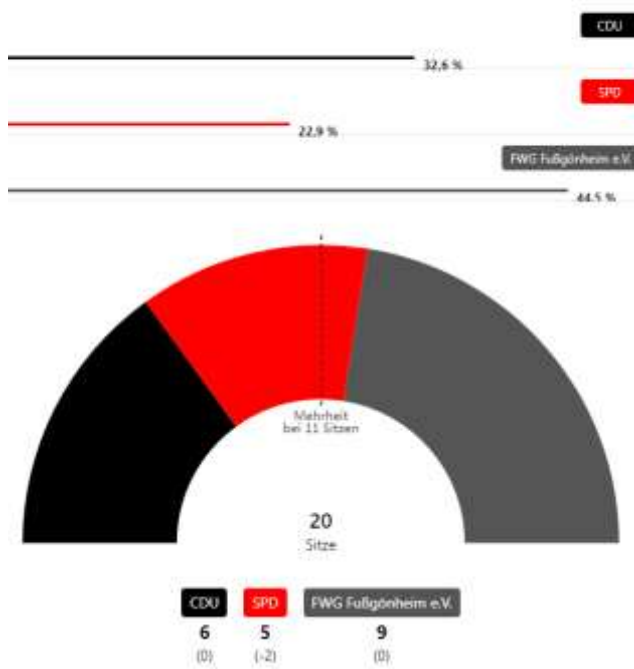 CDU
32,6 %
SPD
22,9 %
FWG Fußgönheim e.V.
44,5 %
Mehrheit
bei 11 Sitzen
20
Sitze
CDU SPD FWG Fußgönheim e.V.
6 5 9
(0) (-2) (0)